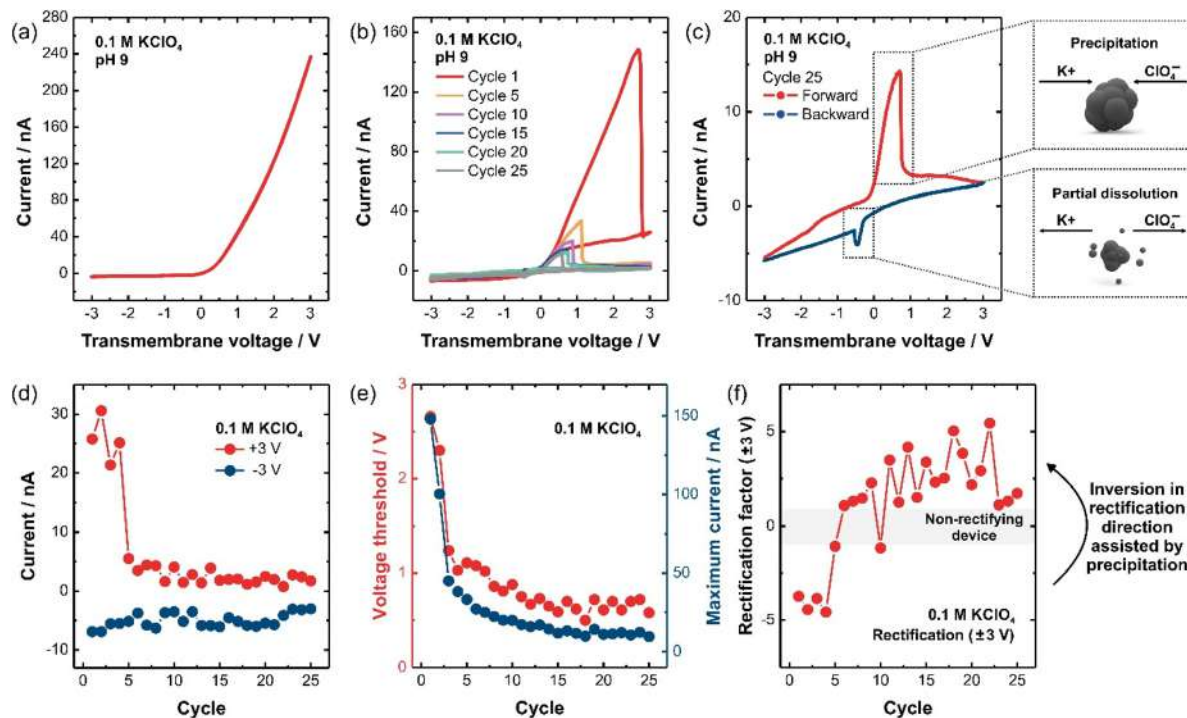 (a)
0.1 M KClO₄
pH 9
280
240
200
160
120
80
40
0
-3 -2 -1 0 1 2 3
Current / nA
Transmembrane voltage / V
(b)
0.1 M KClO₄
pH 9
Cycle 1
Cycle 5
Cycle 10
Cycle 15
Cycle 20
Cycle 25
160
120
80
40
0
-3 -2 -1 0 1 2 3
Current / nA
Transmembrane voltage / V
(c)
0.1 M KClO₄
pH 9
Cycle 25
Forward
Backward
20
10
0
-10
-3 -2 -1 0 1 2 3
Current / nA
Transmembrane voltage / V
Precipitation
K+ ClO₄⁻
Partial dissolution
K+ ClO₄⁻
(d)
0.1 M KClO₄
+3 V
-3 V
30
20
10
0
-10
0 5 10 15 20 25
Current / nA
Cycle
(e)
0.1 M KClO₄
3
2
1
0
150
100
50
0
0 5 10 15 20 25
Voltage threshold / V
Maximum current / nA
Cycle
(f)
5
0
-5
0 5 10 15 20 25
Rectification factor (±3 V)
Non-rectifying
device
0.1 M KClO₄
Rectification (±3 V)
Cycle
Inversion in
rectification
direction
assisted by
precipitation